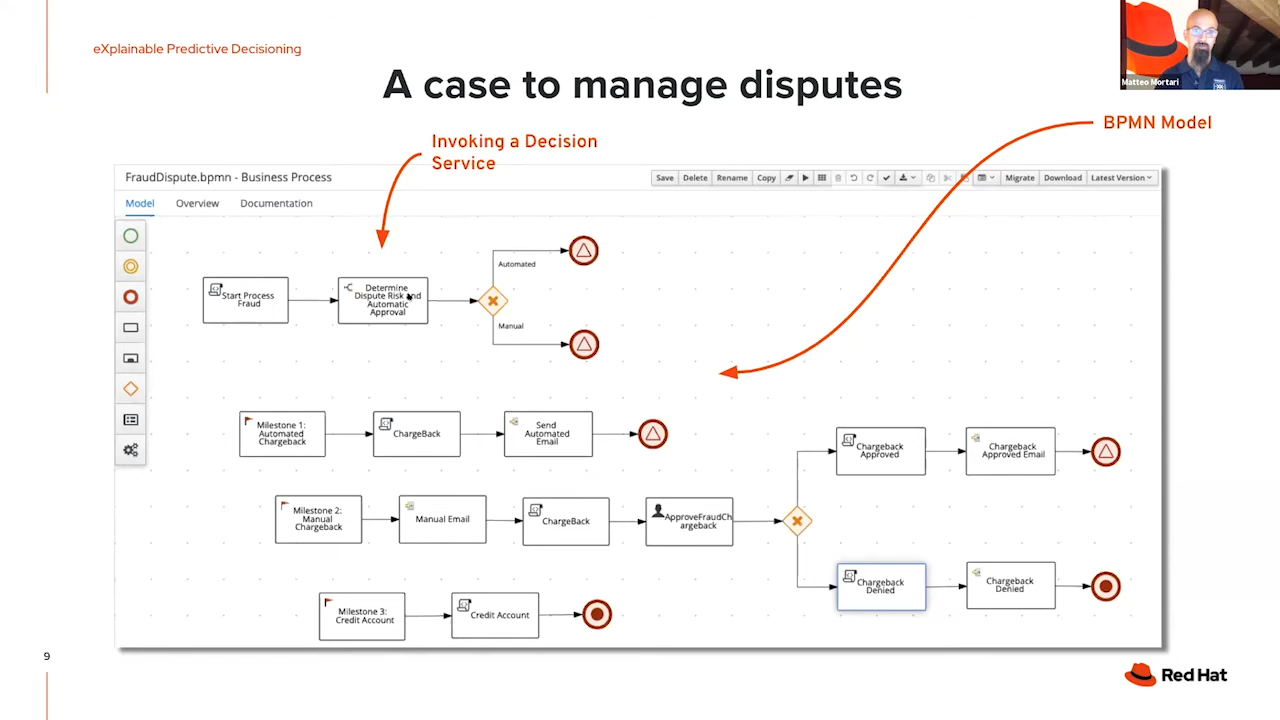 eXplainable Predictive Decisioning
Matteo Mortari
A case to manage disputes
BPMN Model
Invoking a Decision
Service
FraudDispute.bpmn - Business Process
Save
Delete
Rename
Copy
Migrate
Download
Latest Version
Model
Overview
Documentation
Automated
Start Process
Fraud
Determine
Dispute Risk and
Automatic
Approval
Manual
Milestone 1:
Automated
Chargeback
ChargeBack
Send
Automated
Email
Chargeback
Approved
Chargeback
Approved Email
Milestone 2:
Manual
Chargeback
Manual Email
ChargeBack
ApproveFraudCh
argeback
Chargeback
Denied
Chargeback
Denied
Milestone 3:
Credit Account
Credit Account
9
Red Hat